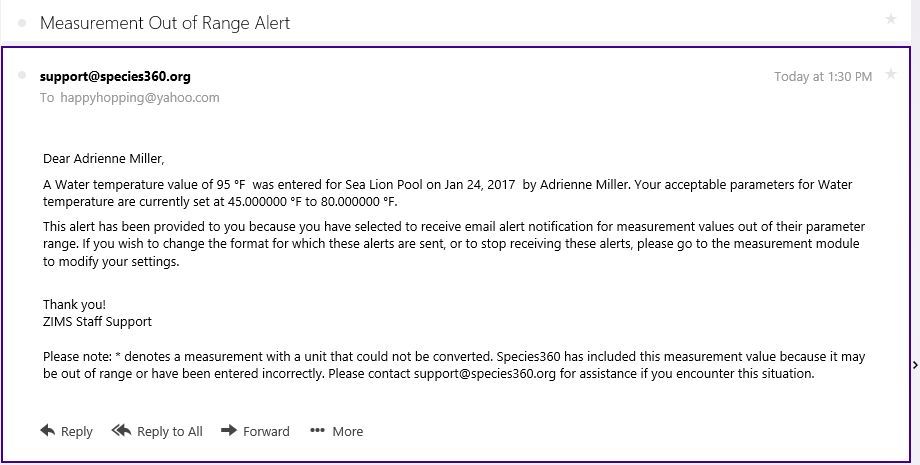 Measurement Out of Range Alert
support@species360.org
Today at 1:30 PM
To happyhopping@yahoo.com
Dear Adrienne Miller,
A Water temperature value of 95 °F was entered for Sea Lion Pool on Jan 24, 2017 by Adrienne Miller. Your acceptable parameters for Water
temperature are currently set at 45.000000 °F to 80.000000 °F.
This alert has been provided to you because you have selected to receive email alert notification for measurement values out of their parameter
range. If you wish to change the format for which these alerts are sent, or to stop receiving these alerts, please go to the measurement module
to modify your settings.
Thank you!
ZIMS Staff Support
Please note: * denotes a measurement with a unit that could not be converted. Species360 has included this measurement value because it may
be out of range or have been entered incorrectly. Please contact support@species360.org for assistance if you encounter this situation.
Reply Reply to All Forward More